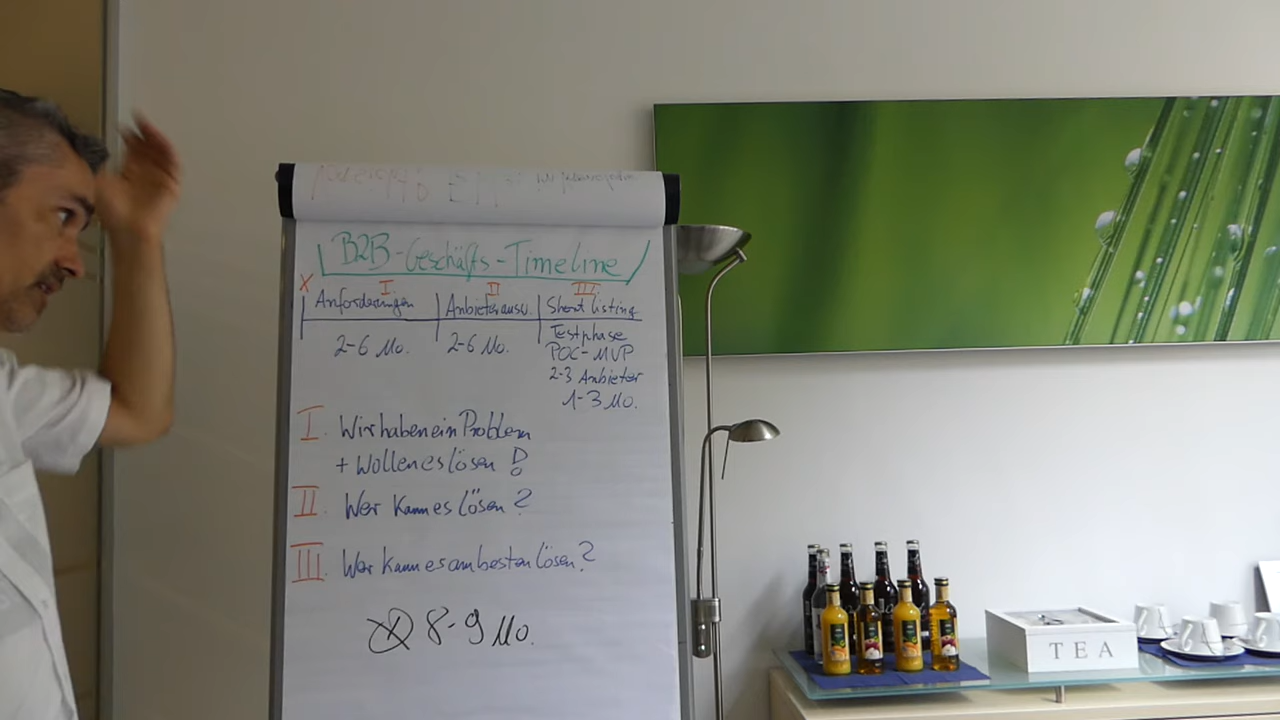 B2B-Geschäfts-Timeline
X I II III
Anforderungen Anbieterausw. Shortlisting
2-6 Mo. 2-6 Mo. Testphase
POC-MVP
2-3 Anbieter
1-3 Mo.
I. Wir haben ein Problem
+ Wollen es lösen !
II Wer kann es lösen?
III. Wer kann es am besten lösen?
8-9 Mo.
TEA